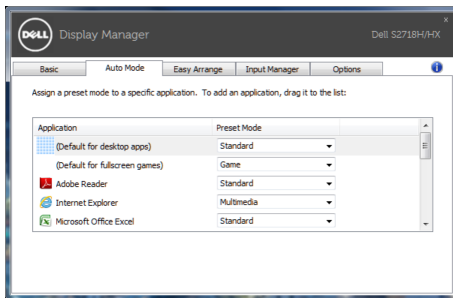 DELL Display Manager Dell S2718H/HX
Basic Auto Mode Easy Arrange Input Manager Options
Assign a preset mode to a specific application. To add an application, drag it to the list:
Application Preset Mode
(Default for desktop apps) Standard
(Default for fullscreen games) Game
Adobe Reader Standard
Internet Explorer Multimedia
Microsoft Office Excel Standard